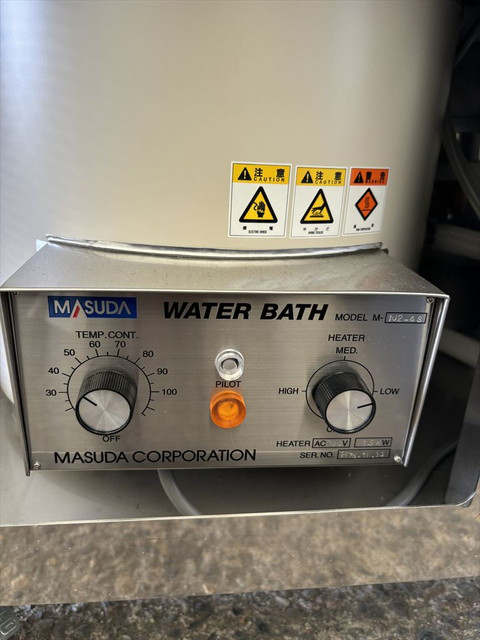 注意
CAUTION
注意
CAUTION
警告
WARNING
MASUDA
WATER BATH
MODEL M-
TEMP.CONT.
30
40
50
60
70
80
90
100
OFF
PILOT
HEATER
MED.
HIGH
LOW
HEATER AC- V W
MASUDA CORPORATION
SER. NO.